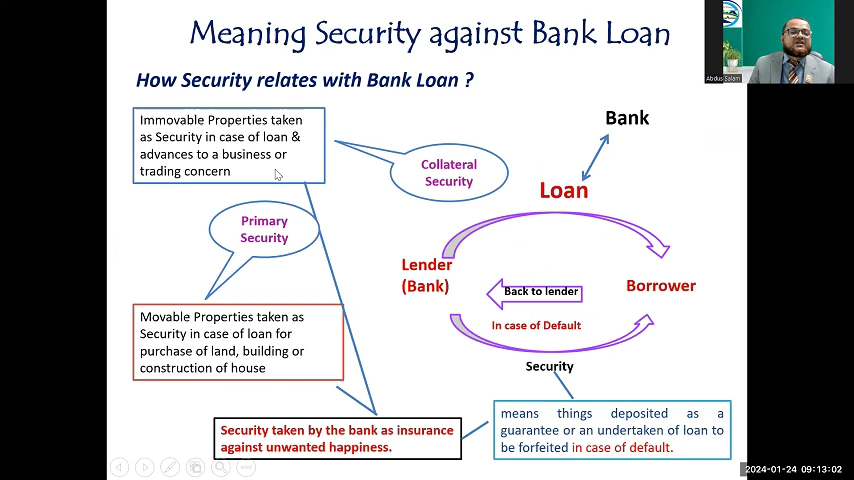 Meaning Security against Bank Loan
How Security relates with Bank Loan ?
Immovable Properties taken
as Security in case of loan &
advances to a business or
trading concern
Collateral
Security
Primary
Security
Movable Properties taken as
Security in case of loan for
purchase of land, building or
construction of house
Security taken by the bank as insurance
against unwanted happiness.
Bank
Loan
Lender
(Bank)
Back to lender
Borrower
In case of Default
Security
means things deposited as a
guarantee or an undertaken of loan to
be forfeited in case of default.
Abdus Salam
2024-01-24 09:13:02